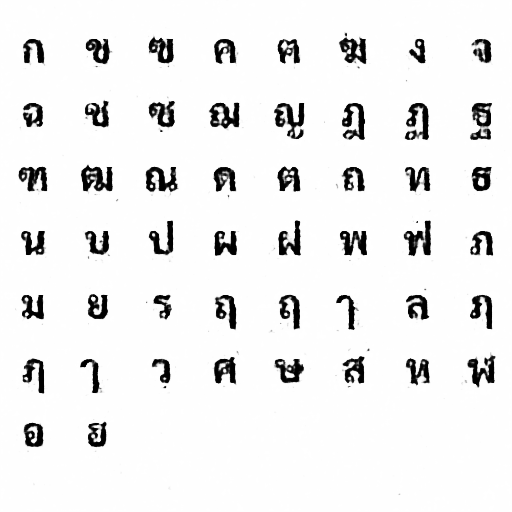 ก ข ฃ ค ฅ ฆ ง จ
ฉ ช ซ ฌ ญ ฎ ฏ ฐ
ฑ ฒ ณ ด ต ถ ท ธ
น บ ป ผ ฝ พ ฟ ภ
ม ย ร ฤ ฤ ๅ ล ฦ
ฦ ๅ ว ศ ษ ส ห ฬ
อ ฮ